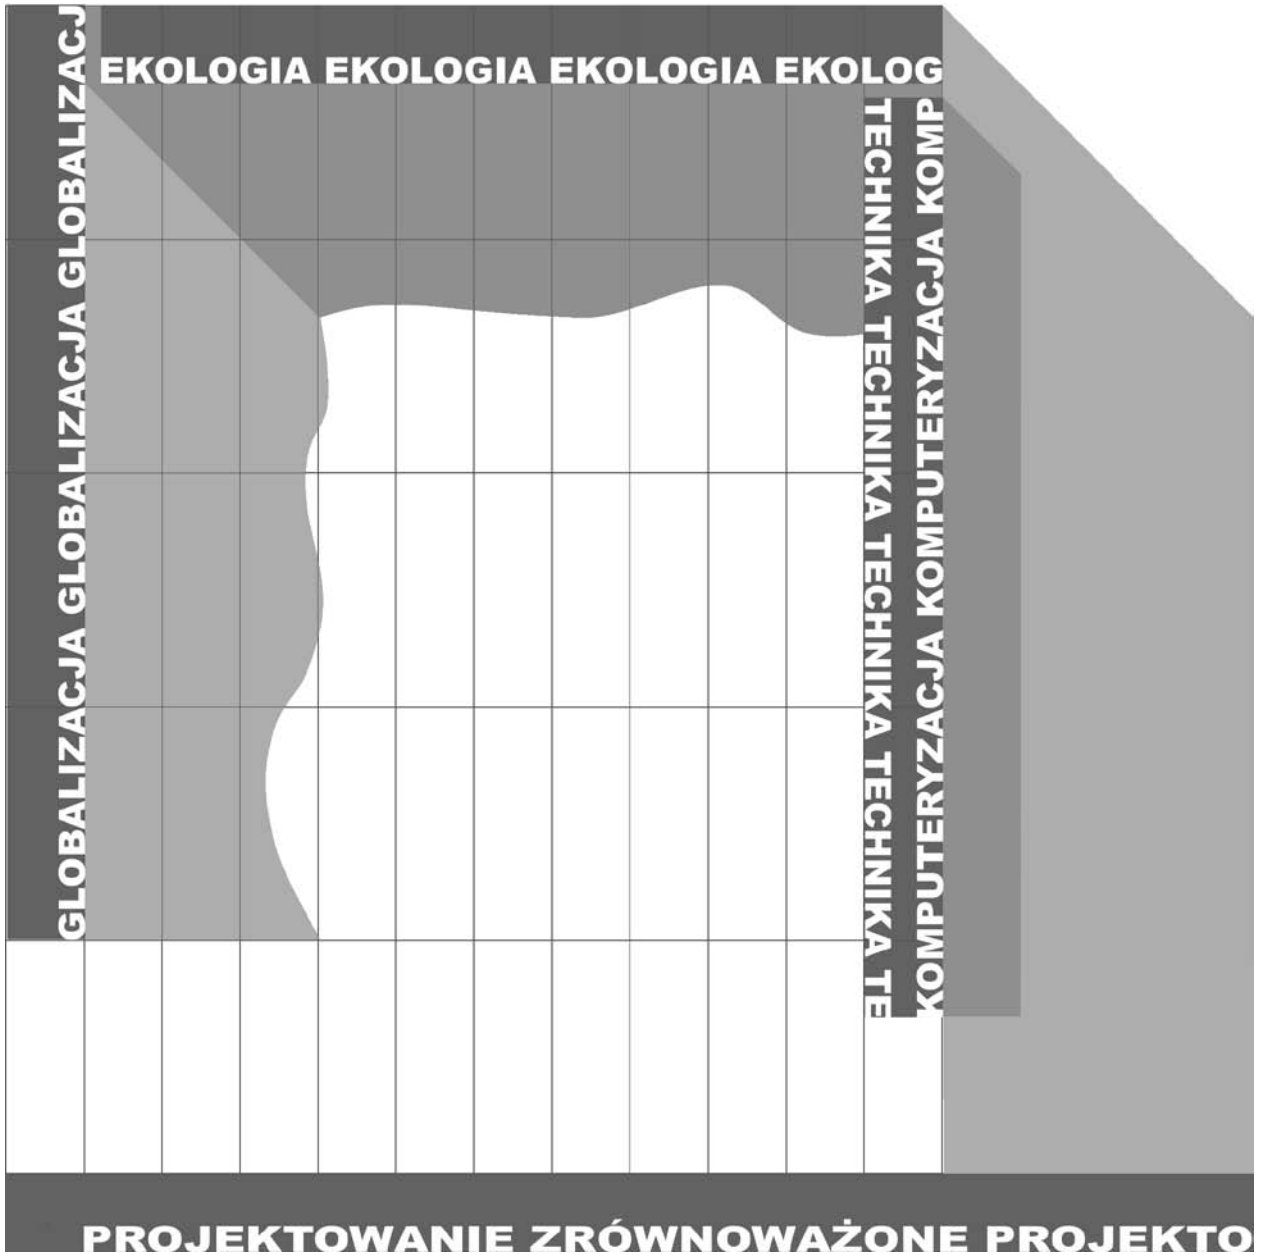 GLOBALIZACJA GLOBALIZACJA GLOBALIZACJ
EKOLOGIA EKOLOGIA EKOLOGIA EKOLOG
TECHNIKA TECHNIKA TECHNIKA TECHNIKA TE
KOMPUTERYZACJA KOMPUTERYZACJA KOMP
PROJEKTOWANIE ZRÓWNOWAŻONE PROJEKTO